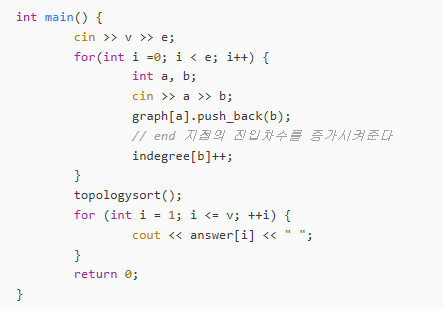 int main() {
cin >> v >> e;
for(int i =0; i < e; i++) {
int a, b;
cin >> a >> b;
graph[a].push_back(b);
// end 지점의 진입차수를 증가시켜준다
indegree[b]++;
}
topologysort();
for (int i = 1; i <= v; ++i) {
cout << answer[i] << " ";
}
return 0;
}